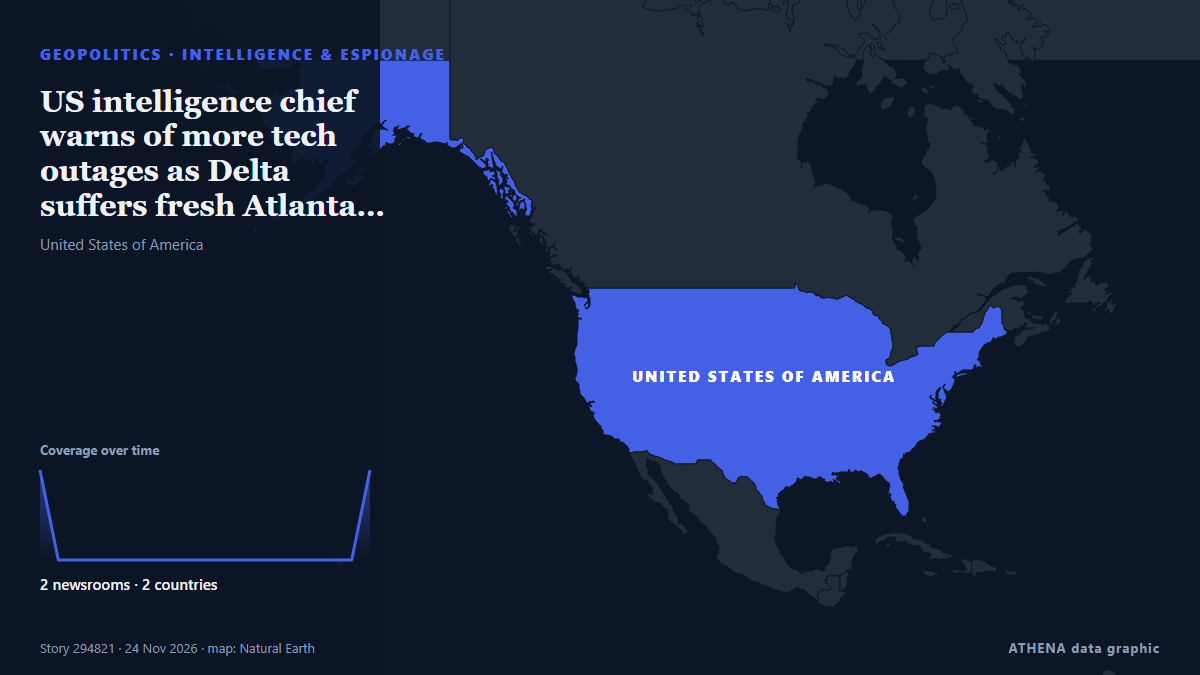 GEOPOLITICS · INTELLIGENCE & ESPIONAGE
US intelligence chief
warns of more tech
outages as Delta
suffers fresh Atlanta...
United States of America
UNITED STATES OF AMERICA
Coverage over time
2 newsrooms · 2 countries
Story 294821 · 24 Nov 2026 · map: Natural Earth
ATHENA data graphic